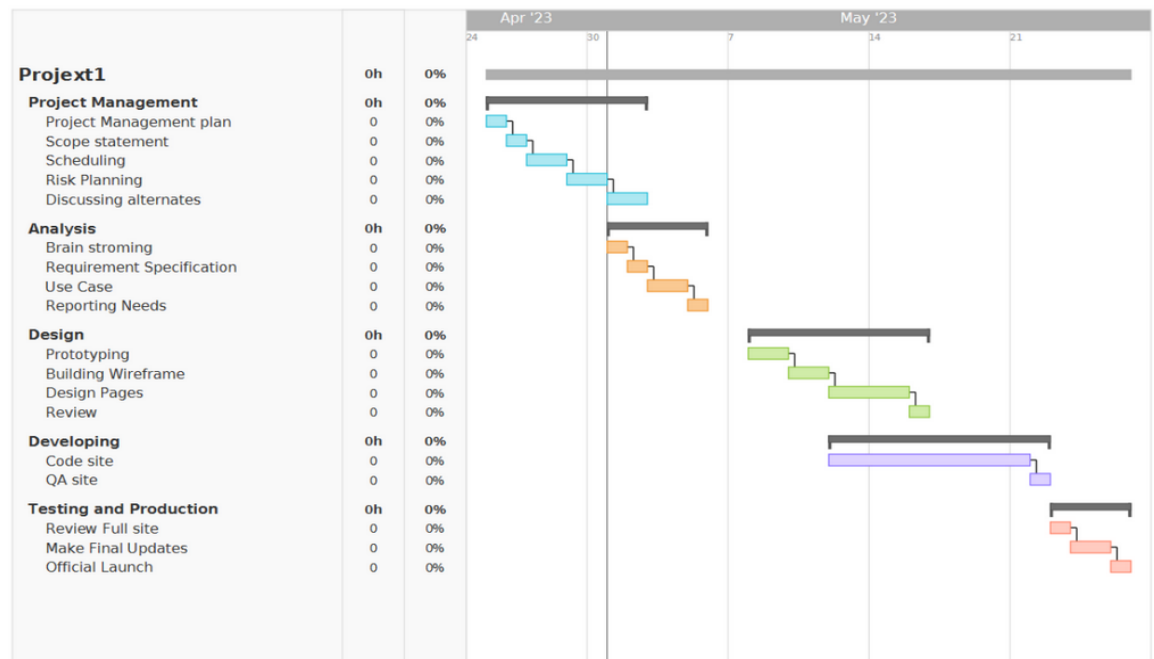 Apr '23 May '23
24 30 7 14 21
Projext1 0h 0%
Project Management 0h 0%
Project Management plan 0 0%
Scope statement 0 0%
Scheduling 0 0%
Risk Planning 0 0%
Discussing alternates 0 0%
Analysis 0h 0%
Brain stroming 0 0%
Requirement Specification 0 0%
Use Case 0 0%
Reporting Needs 0 0%
Design 0h 0%
Prototyping 0 0%
Building Wireframe 0 0%
Design Pages 0 0%
Review 0 0%
Developing 0h 0%
Code site 0 0%
QA site 0 0%
Testing and Production 0h 0%
Review Full site 0 0%
Make Final Updates 0 0%
Official Launch 0 0%